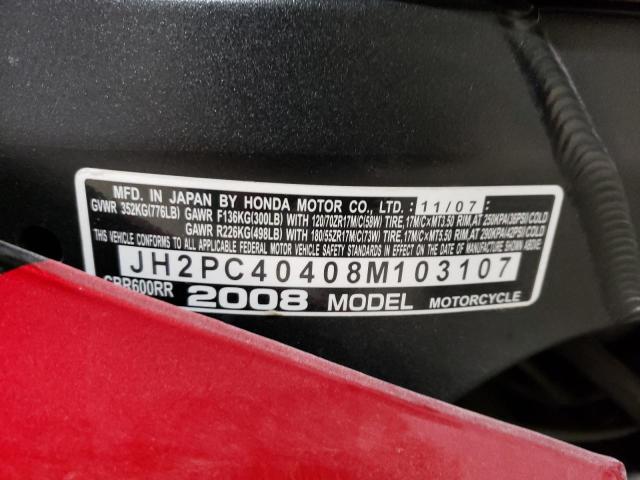 MFD. IN JAPAN BY HONDA MOTOR CO., LTD. : 11/07 :
GVWR 352KG(776LB) GAWR F136KG(300LB) WITH 120/70ZR17M/C(58W) TIRE, 17M/C×MT3.50 RIM, AT 250KPA(36PSI) COLD
GAWR R226KG(498LB) WITH 180/55ZR17M/C(73W) TIRE, 17M/C×MT5.50 RIM, AT 290KPA(42PSI) COLD
THIS VEHICLE CONFORMS TO ALL APPLICABLE FEDERAL MOTOR VEHICLE SAFETY STANDARDS IN EFFECT ON THE DATE OF MANUFACTURE SHOWN ABOVE.
JH2PC40408M103107
CBR600RR 2008 MODEL MOTORCYCLE